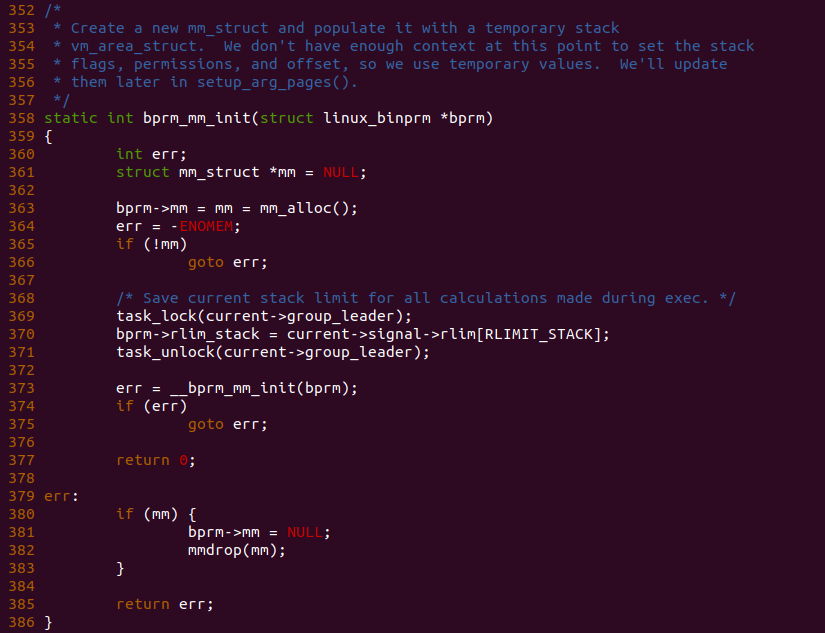 352 /*
353  * Create a new mm_struct and populate it with a temporary stack
354  * vm_area_struct.  We don't have enough context at this point to set the stack
355  * flags, permissions, and offset, so we use temporary values.  We'll update
356  * them later in setup_arg_pages().
357  */
358 static int bprm_mm_init(struct linux_binprm *bprm)
359 {
360         int err;
361         struct mm_struct *mm = NULL;
362
363         bprm->mm = mm = mm_alloc();
364         err = -ENOMEM;
365         if (!mm)
366                 goto err;
367
368         /* Save current stack limit for all calculations made during exec. */
369         task_lock(current->group_leader);
370         bprm->rlim_stack = current->signal->rlim[RLIMIT_STACK];
371         task_unlock(current->group_leader);
372
373         err = __bprm_mm_init(bprm);
374         if (err)
375                 goto err;
376
377         return 0;
378
379 err:
380         if (mm) {
381                 bprm->mm = NULL;
382                 mmdrop(mm);
383         }
384
385         return err;
386 }